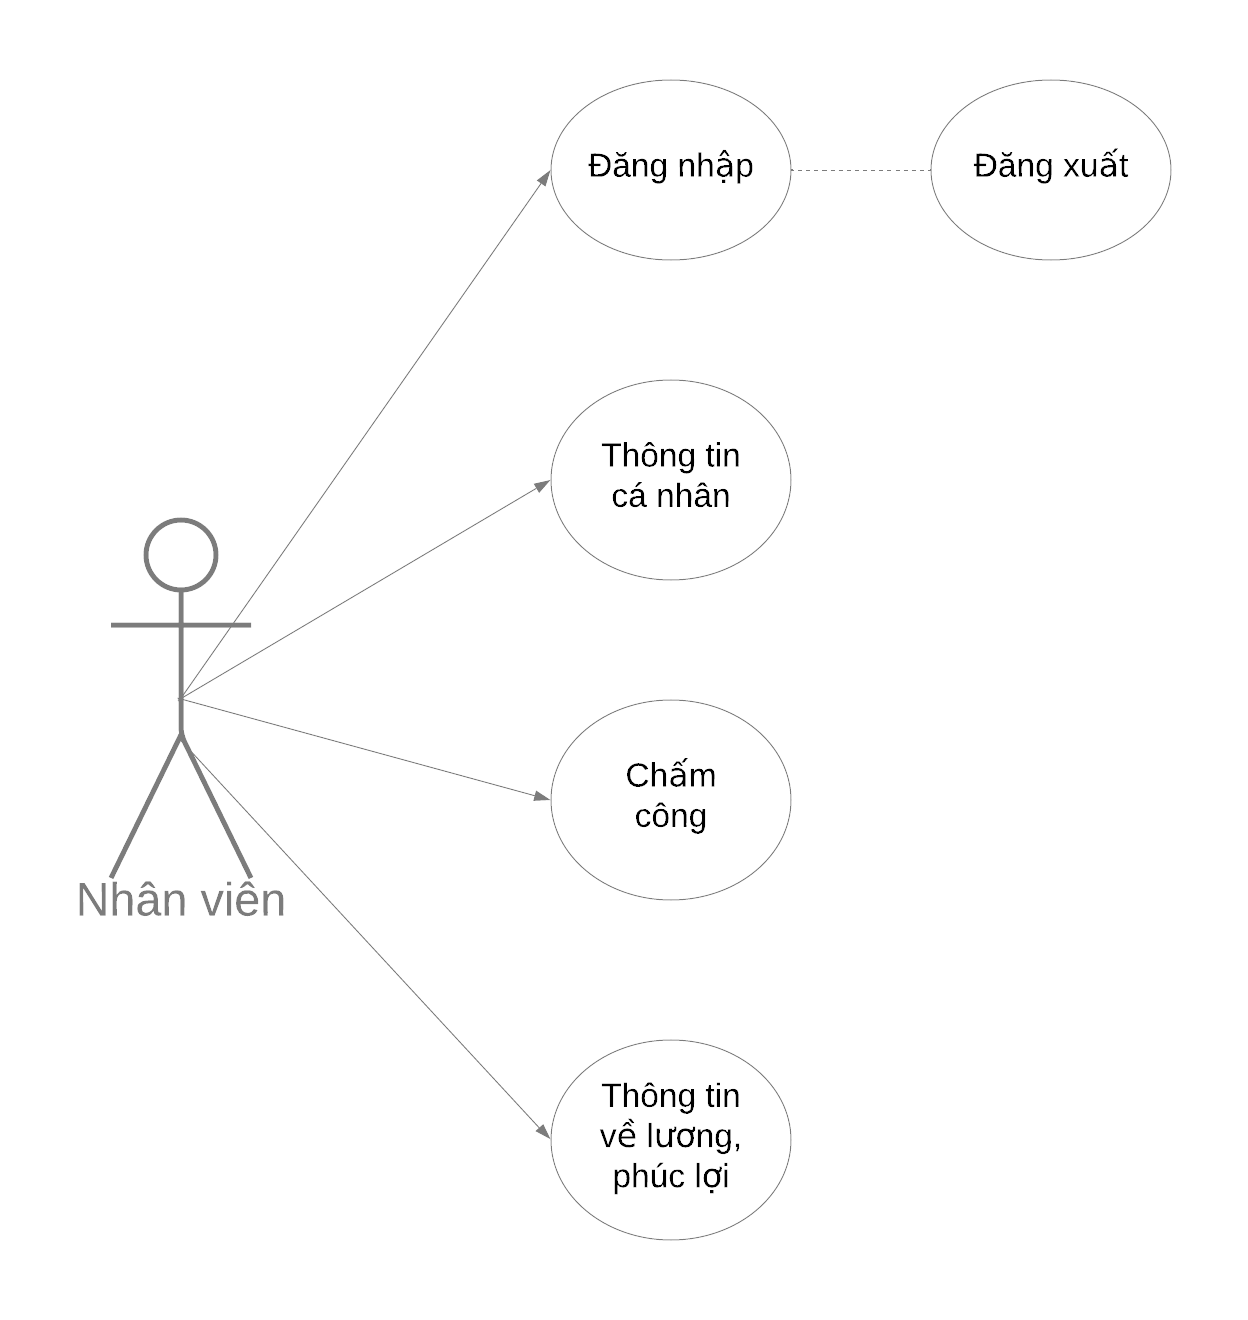 Đăng nhập
Đăng xuất
Thông tin
cá nhân
Chấm
công
Nhân viên
Thông tin
về lương,
phúc lợi